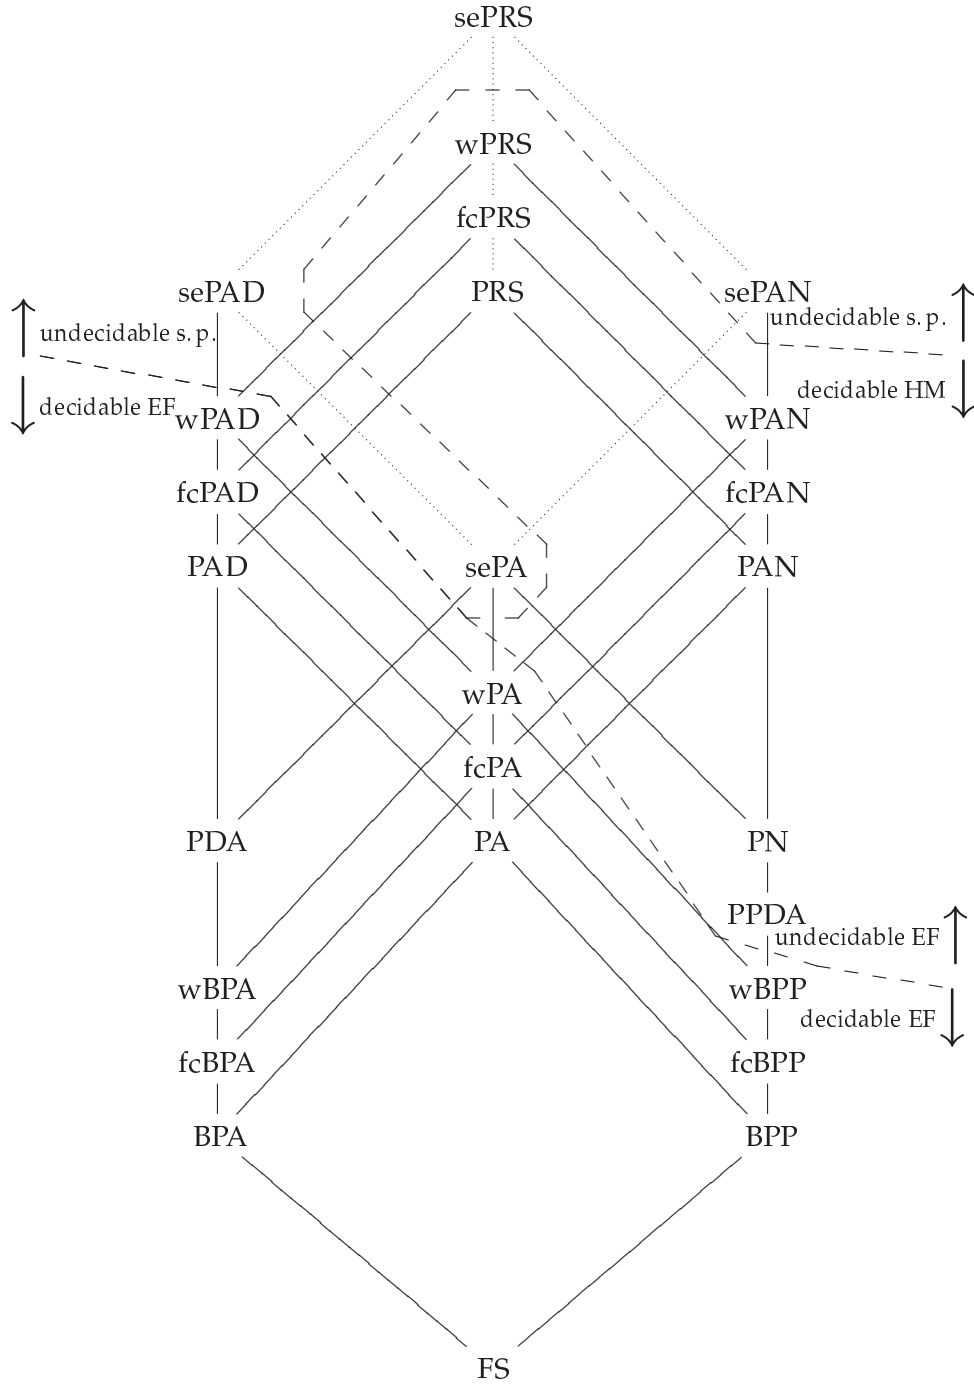 sePRS
wPRS
fcPRS
sePAD
PRS
sePAN
undecidable s. p.
undecidable s. p.
decidable EF
decidable HM
wPAD
wPAN
fcPAD
fcPAN
PAD
sePA
PAN
wPA
fcPA
PDA
PA
PN
PPDA
undecidable EF
wBPA
wBPP
decidable EF
fcBPA
fcBPP
BPA
BPP
FS